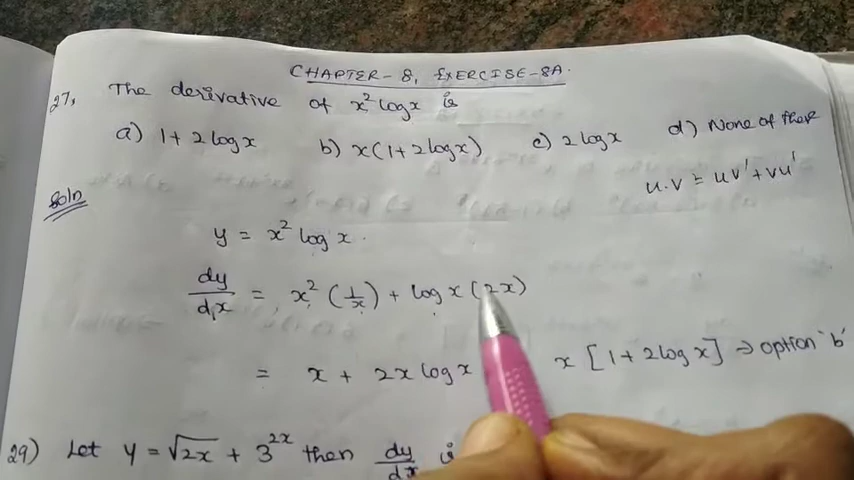 CHAPTER-8, EXERCISE-8A.
27, The derivative of x² log x is
a) 1 + 2 log x b) x(1 + 2 log x) c) 2 log x d) None of these
u.v = uv' + vu'
Soln
y = x² log x.
dy/dx = x² (1/x) + log x (2x)
= x + 2x log x x [1 + 2 log x] ⇒ option 'b'
29) Let y = √2x + 3^2x then dy/dx is